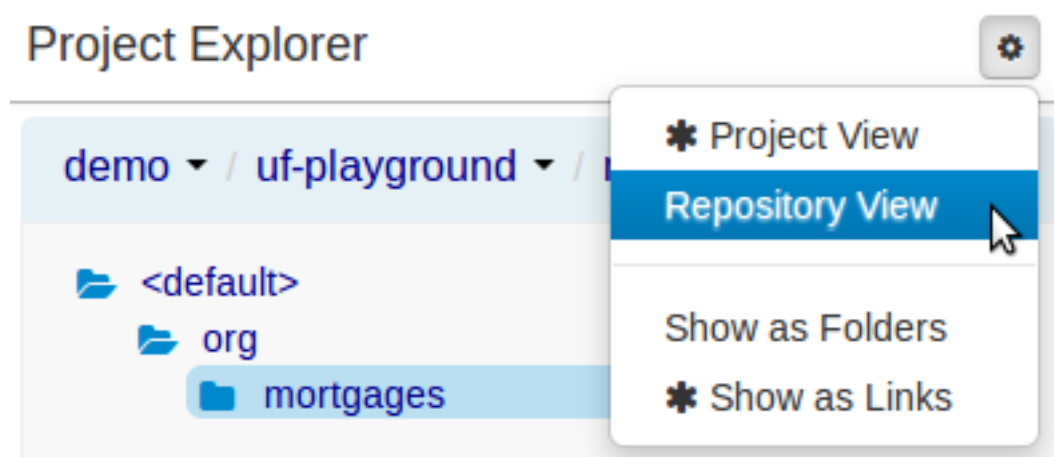 Project Explorer
✱ Project View
demo / uf-playground /
Repository View
<default>
org
Show as Folders
mortgages
✱ Show as Links